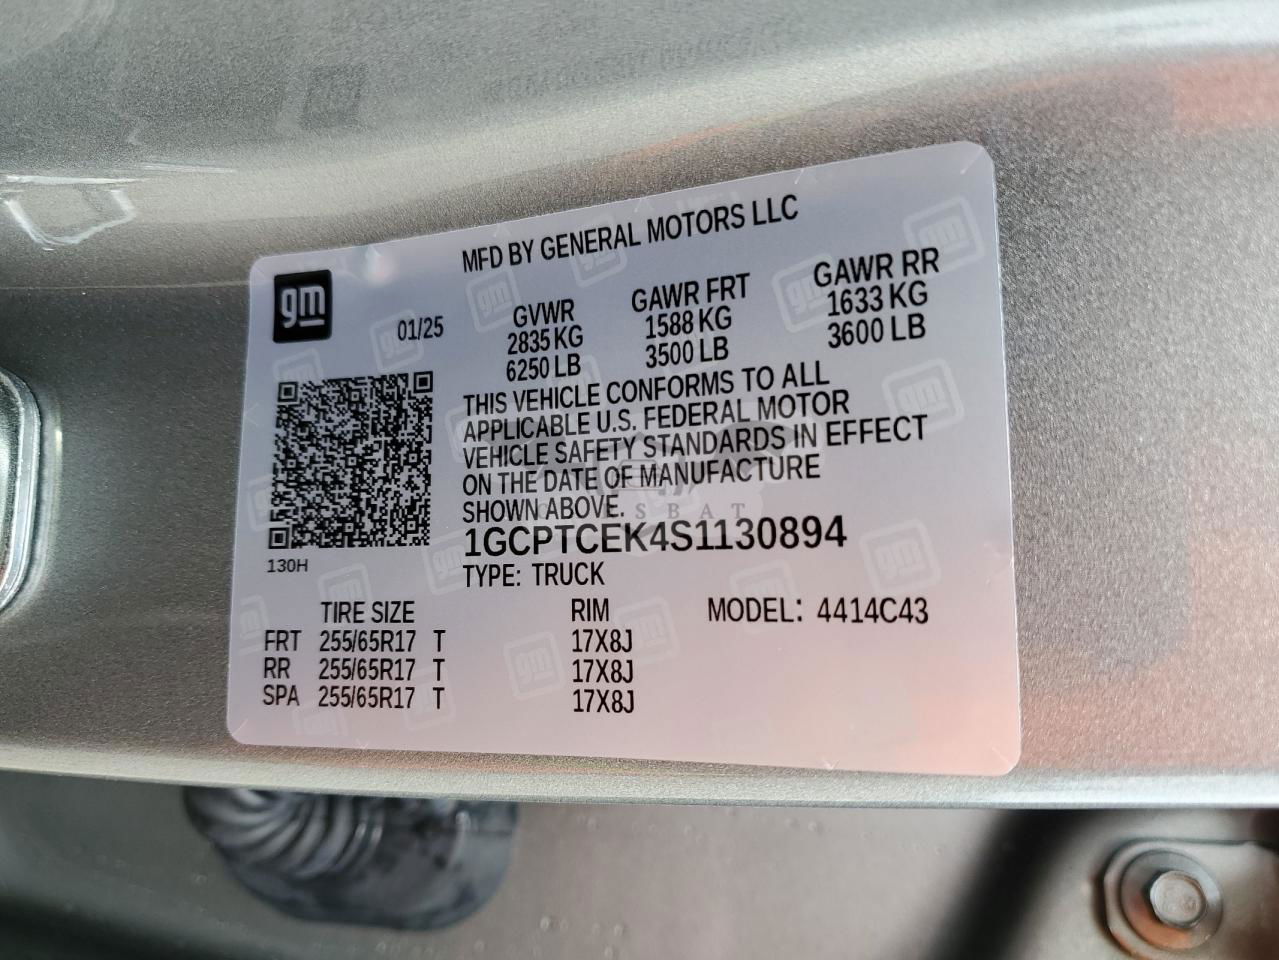 MFD BY GENERAL MOTORS LLC
gm
01/25
GVWR
2835 KG
6250 LB
GAWR FRT
1588 KG
3500 LB
GAWR RR
1633 KG
3600 LB
THIS VEHICLE CONFORMS TO ALL
APPLICABLE U.S. FEDERAL MOTOR
VEHICLE SAFETY STANDARDS IN EFFECT
ON THE DATE OF MANUFACTURE
SHOWN ABOVE.
1GCPTCEK4S1130894
130H
TYPE: TRUCK
TIRE SIZE RIM MODEL: 4414C43
FRT 255/65R17 T 17X8J
RR 255/65R17 T 17X8J
SPA 255/65R17 T 17X8J